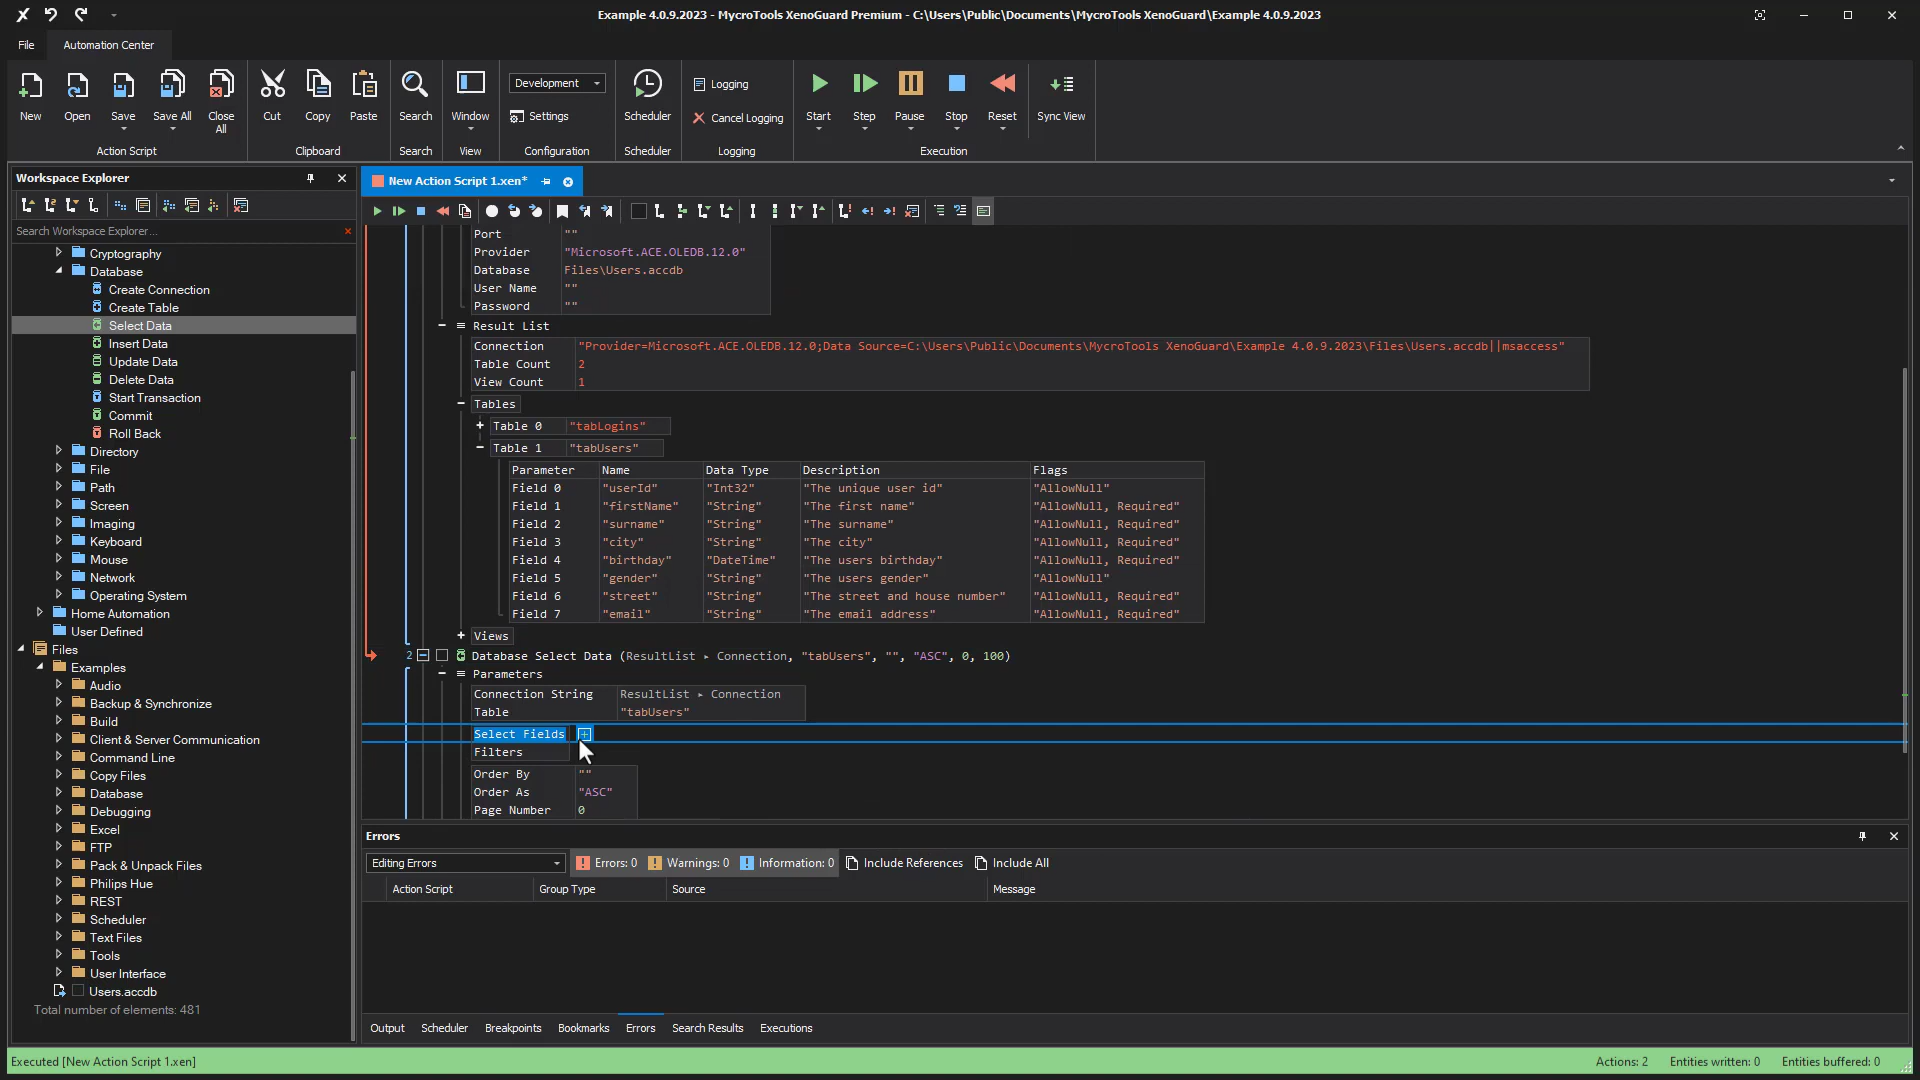 Example 4.0.9.2023 - MycroTools XenoGuard Premium - C:\Users\Public\Documents\MycroTools XenoGuard\Example 4.0.9.2023
File
Automation Center
New
Open
Save
Save All
Close All
Cut
Copy
Paste
Search
Window
Development
Settings
Scheduler
Logging
Cancel Logging
Start
Step
Pause
Stop
Reset
Sync View
Action Script
Clipboard
Search
View
Configuration
Scheduler
Logging
Execution
Workspace Explorer
Search Workspace Explorer...
Cryptography
Database
Create Connection
Create Table
Select Data
Insert Data
Update Data
Delete Data
Start Transaction
Commit
Roll Back
Directory
File
Path
Screen
Imaging
Keyboard
Mouse
Network
Operating System
Home Automation
User Defined
Files
Examples
Audio
Backup & Synchronize
Build
Client & Server Communication
Command Line
Copy Files
Database
Debugging
Excel
FTP
Pack & Unpack Files
Philips Hue
REST
Scheduler
Text Files
Tools
User Interface
Users.accdb
Total number of elements: 481
New Action Script 1.xen*
Port ""
Provider "Microsoft.ACE.OLEDB.12.0"
Database Files\Users.accdb
User Name ""
Password ""
Result List
Connection "Provider=Microsoft.ACE.OLEDB.12.0;Data Source=C:\Users\Public\Documents\MycroTools XenoGuard\Example 4.0.9.2023\Files\Users.accdb||msaccess"
Table Count 2
View Count 1
Tables
Table 0 "tabLogins"
Table 1 "tabUsers"
Parameter Name Data Type Description Flags
Field 0 "userId" "Int32" "The unique user id" "AllowNull"
Field 1 "firstName" "String" "The first name" "AllowNull, Required"
Field 2 "surname" "String" "The surname" "AllowNull, Required"
Field 3 "city" "String" "The city" "AllowNull, Required"
Field 4 "birthday" "DateTime" "The users birthday" "AllowNull, Required"
Field 5 "gender" "String" "The users gender" "AllowNull"
Field 6 "street" "String" "The street and house number" "AllowNull, Required"
Field 7 "email" "String" "The email address" "AllowNull, Required"
Views
2 Database Select Data (ResultList ▸ Connection, "tabUsers", "", "ASC", 0, 100)
Parameters
Connection String ResultList ▸ Connection
Table "tabUsers"
Select Fields
Filters
Order By ""
Order As "ASC"
Page Number 0
Errors
Editing Errors
Errors: 0
Warnings: 0
Information: 0
Include References
Include All
Action Script Group Type Source Message
Output Scheduler Breakpoints Bookmarks Errors Search Results Executions
Executed [New Action Script 1.xen]
Actions: 2 Entities written: 0 Entities buffered: 0